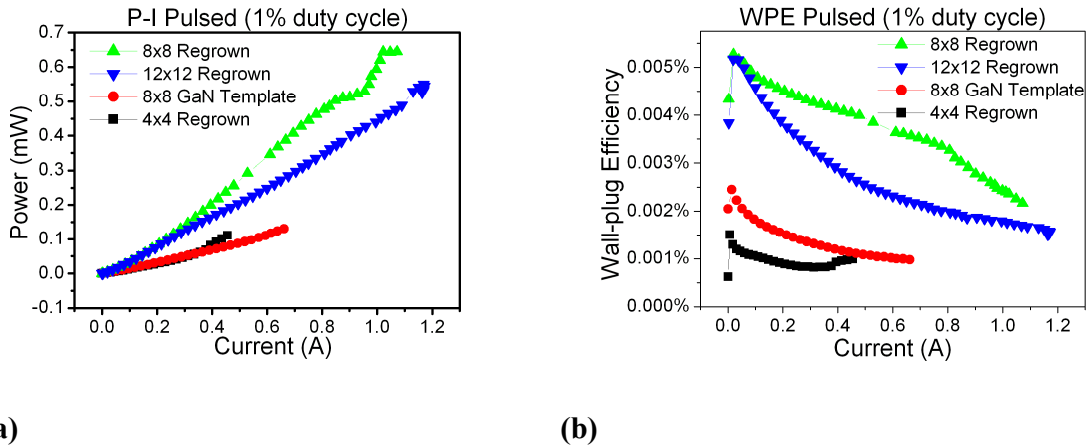 P-I Pulsed (1% duty cycle)
0.7
0.6
0.5
0.4
0.3
0.2
0.1
0.0
-0.1
Power (mW)
8x8 Regrown
12x12 Regrown
8x8 GaN Template
4x4 Regrown
0.0 0.2 0.4 0.6 0.8 1.0 1.2
Current (A)
a)
WPE Pulsed (1% duty cycle)
0.005%
0.004%
0.003%
0.002%
0.001%
0.000%
Wall-plug Efficiency
8x8 Regrown
12x12 Regrown
8x8 GaN Template
4x4 Regrown
0.0 0.2 0.4 0.6 0.8 1.0 1.2
Current (A)
(b)